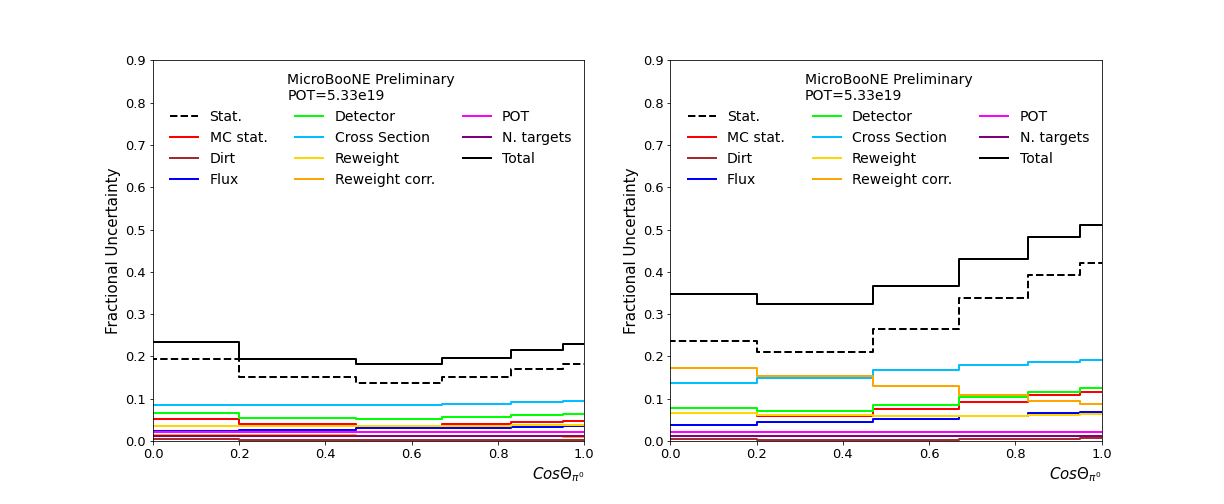 MicroBooNE Preliminary
POT=5.33e19
Stat.
MC stat.
Dirt
Flux
Detector
Cross Section
Reweight
Reweight corr.
POT
N. targets
Total
Fractional Uncertainty
0.9
0.8
0.7
0.6
0.5
0.4
0.3
0.2
0.1
0.0
0.0 0.2 0.4 0.6 0.8 1.0
CosΘπ⁰
MicroBooNE Preliminary
POT=5.33e19
Stat.
MC stat.
Dirt
Flux
Detector
Cross Section
Reweight
Reweight corr.
POT
N. targets
Total
Fractional Uncertainty
0.9
0.8
0.7
0.6
0.5
0.4
0.3
0.2
0.1
0.0
0.0 0.2 0.4 0.6 0.8 1.0
CosΘπ⁰